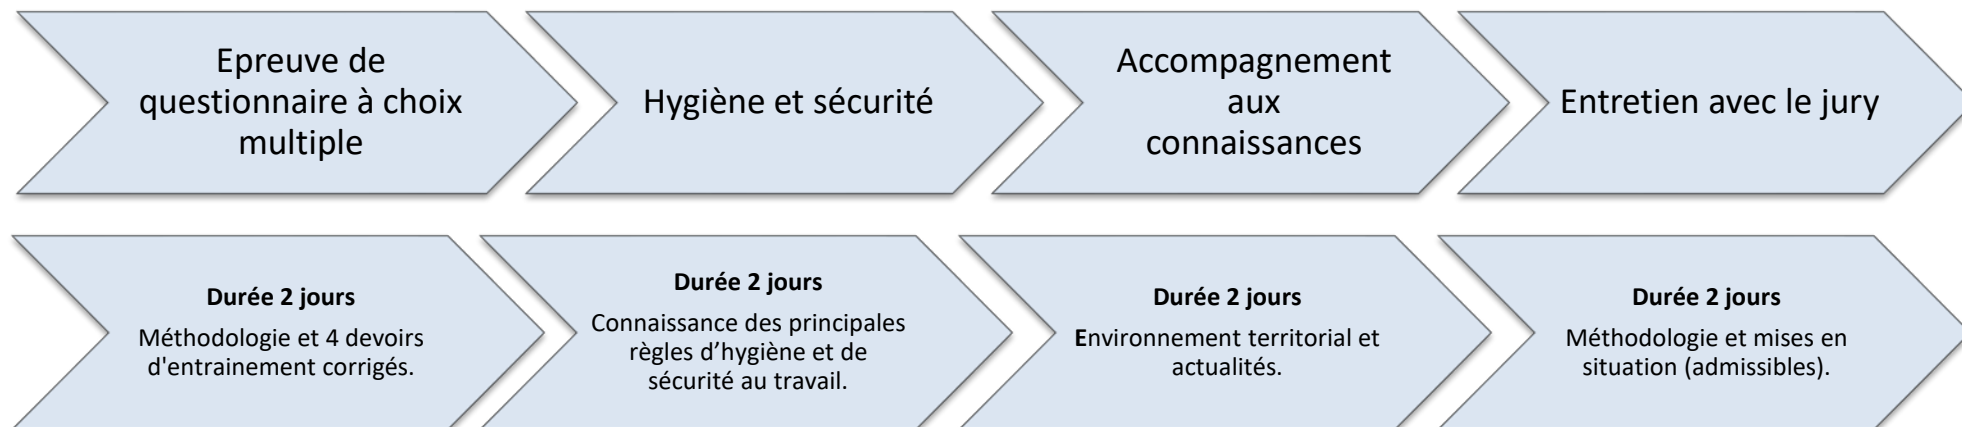 Epreuve de
questionnaire à choix
multiple
Hygiène et sécurité
Accompagnement
aux
connaissances
Entretien avec le jury
Durée 2 jours
Méthodologie et 4 devoirs
d'entrainement corrigés.
Durée 2 jours
Connaissance des principales
règles d’hygiène et de
sécurité au travail.
Durée 2 jours
Environnement territorial et
actualités.
Durée 2 jours
Méthodologie et mises en
situation (admissibles).